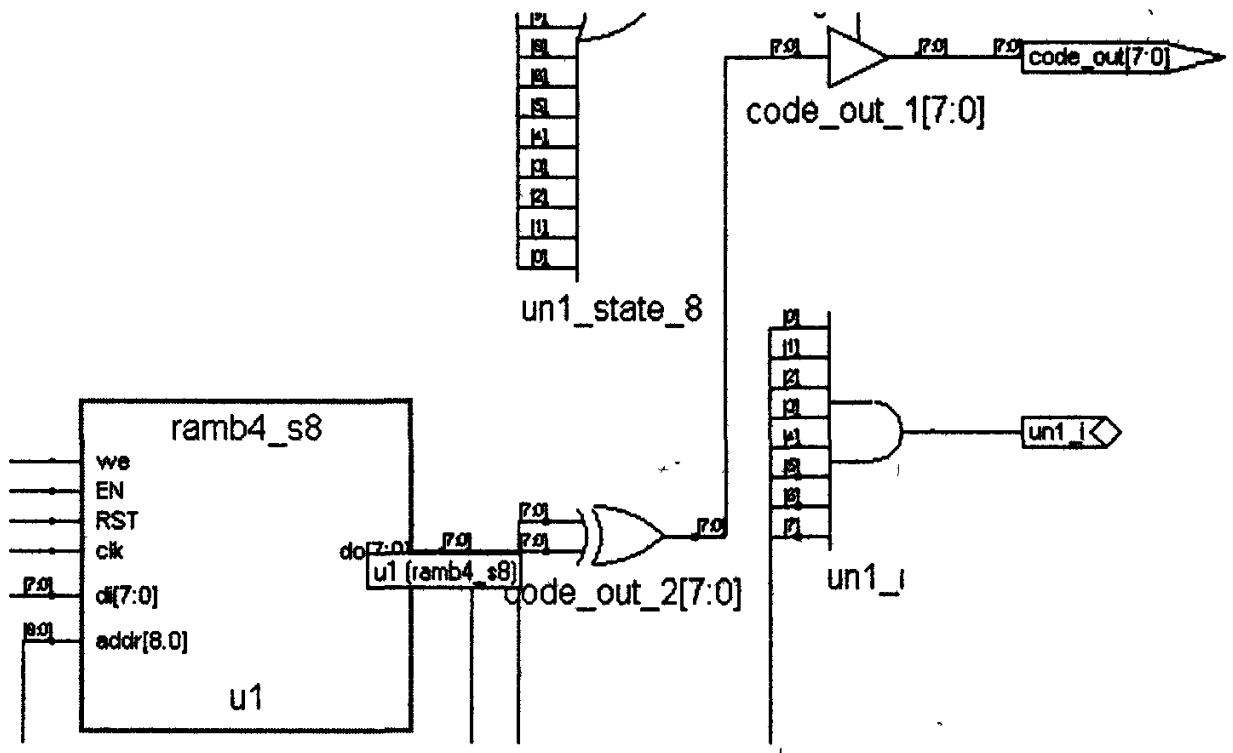 [7:0]
[7:0]
[7:0]
code_out[7:0]
code_out_1[7:0]
[5]
[4]
[3]
[2]
[1]
[0]
un1_state_8
[0]
[1]
[2]
[3]
[4]
[5]
[6]
[7]
un1_i
un1_i
ramb4_s8
we
EN
RST
clk
[7:0]
di[7:0]
[8:0]
addr[8.0]
u1
do[7:0]
[7:0]
u1 (ramb4_s8)
[7:0]
[7:0]
[7:0]
code_out_2[7:0]